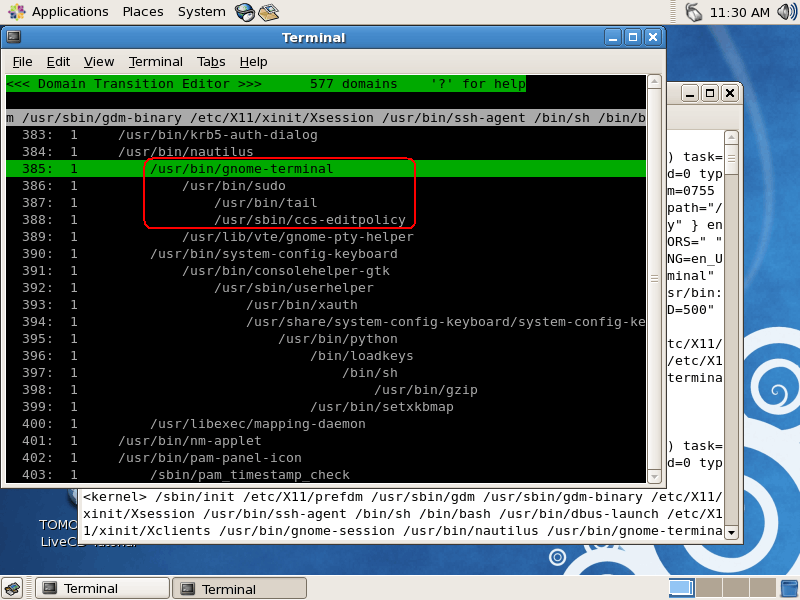 Applications Places System 11:30 AM
Terminal
File Edit View Terminal Tabs Help
<<< Domain Transition Editor >>>      577 domains    '?' for help
m /usr/sbin/gdm-binary /etc/X11/xinit/Xsession /usr/bin/ssh-agent /bin/sh /bin/b
383:  1     /usr/bin/krb5-auth-dialog
384:  1     /usr/bin/nautilus
385:  1         /usr/bin/gnome-terminal
386:  1             /usr/bin/sudo
387:  1                 /usr/bin/tail
388:  1                 /usr/sbin/ccs-editpolicy
389:  1             /usr/lib/vte/gnome-pty-helper
390:  1         /usr/bin/system-config-keyboard
391:  1             /usr/bin/consolehelper-gtk
392:  1                 /usr/sbin/userhelper
393:  1                     /usr/bin/xauth
394:  1                     /usr/share/system-config-keyboard/system-config-ke
395:  1                         /usr/bin/python
396:  1                             /bin/loadkeys
397:  1                                 /bin/sh
398:  1                                     /usr/bin/gzip
399:  1                             /usr/bin/setxkbmap
400:  1         /usr/libexec/mapping-daemon
401:  1     /usr/bin/nm-applet
402:  1     /usr/bin/pam-panel-icon
403:  1         /sbin/pam_timestamp_check
) task=
d=0 typ
m=0755
path="/
y" } en
ORS=" "
NG=en_U
minal"
sr/bin:
D=500"
tc/X11/
/etc/X1
termina
) task=
d=0 typ
<kernel> /sbin/init /etc/X11/prefdm /usr/sbin/gdm /usr/sbin/gdm-binary /etc/X11/
xinit/Xsession /usr/bin/ssh-agent /bin/sh /bin/bash /usr/bin/dbus-launch /etc/X1
1/xinit/Xclients /usr/bin/gnome-session /usr/bin/nautilus /usr/bin/gnome-termina
TOMO
LiveC
Terminal
Terminal